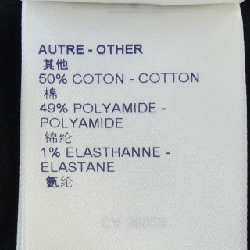 AUTRE - OTHER
其他
50% COTON - COTTON
棉
49% POLYAMIDE -
POLYAMIDE
锦纶
1% ELASTHANNE -
ELASTANE
氨纶